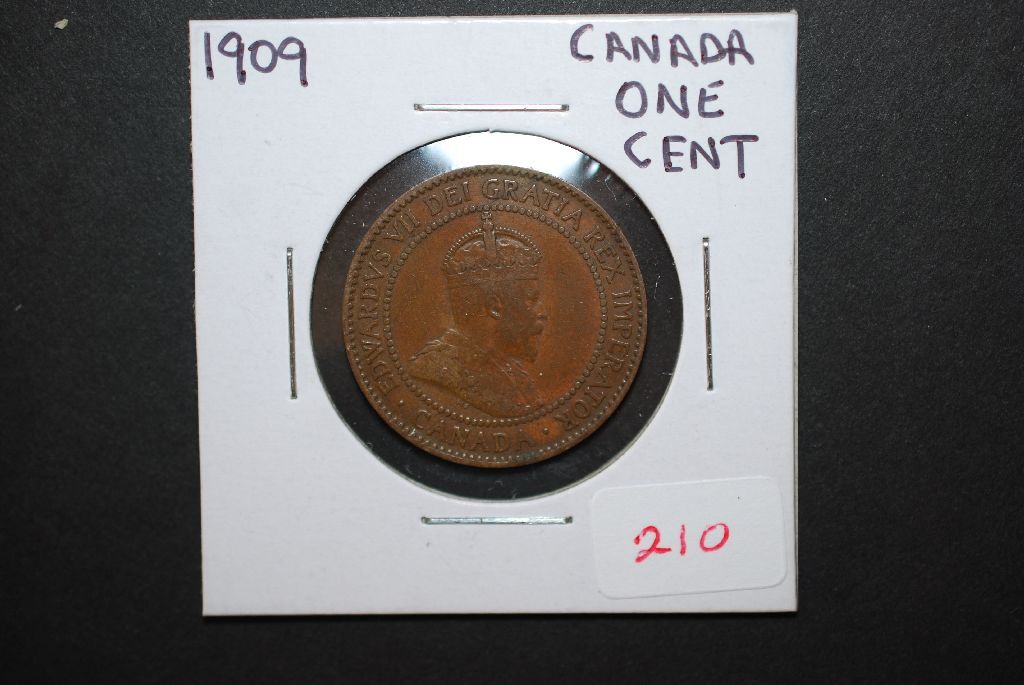 1909
CANADA
ONE
CENT
EDWARDVS VII DEI GRATIA REX IMPERATOR
· CANADA ·
210